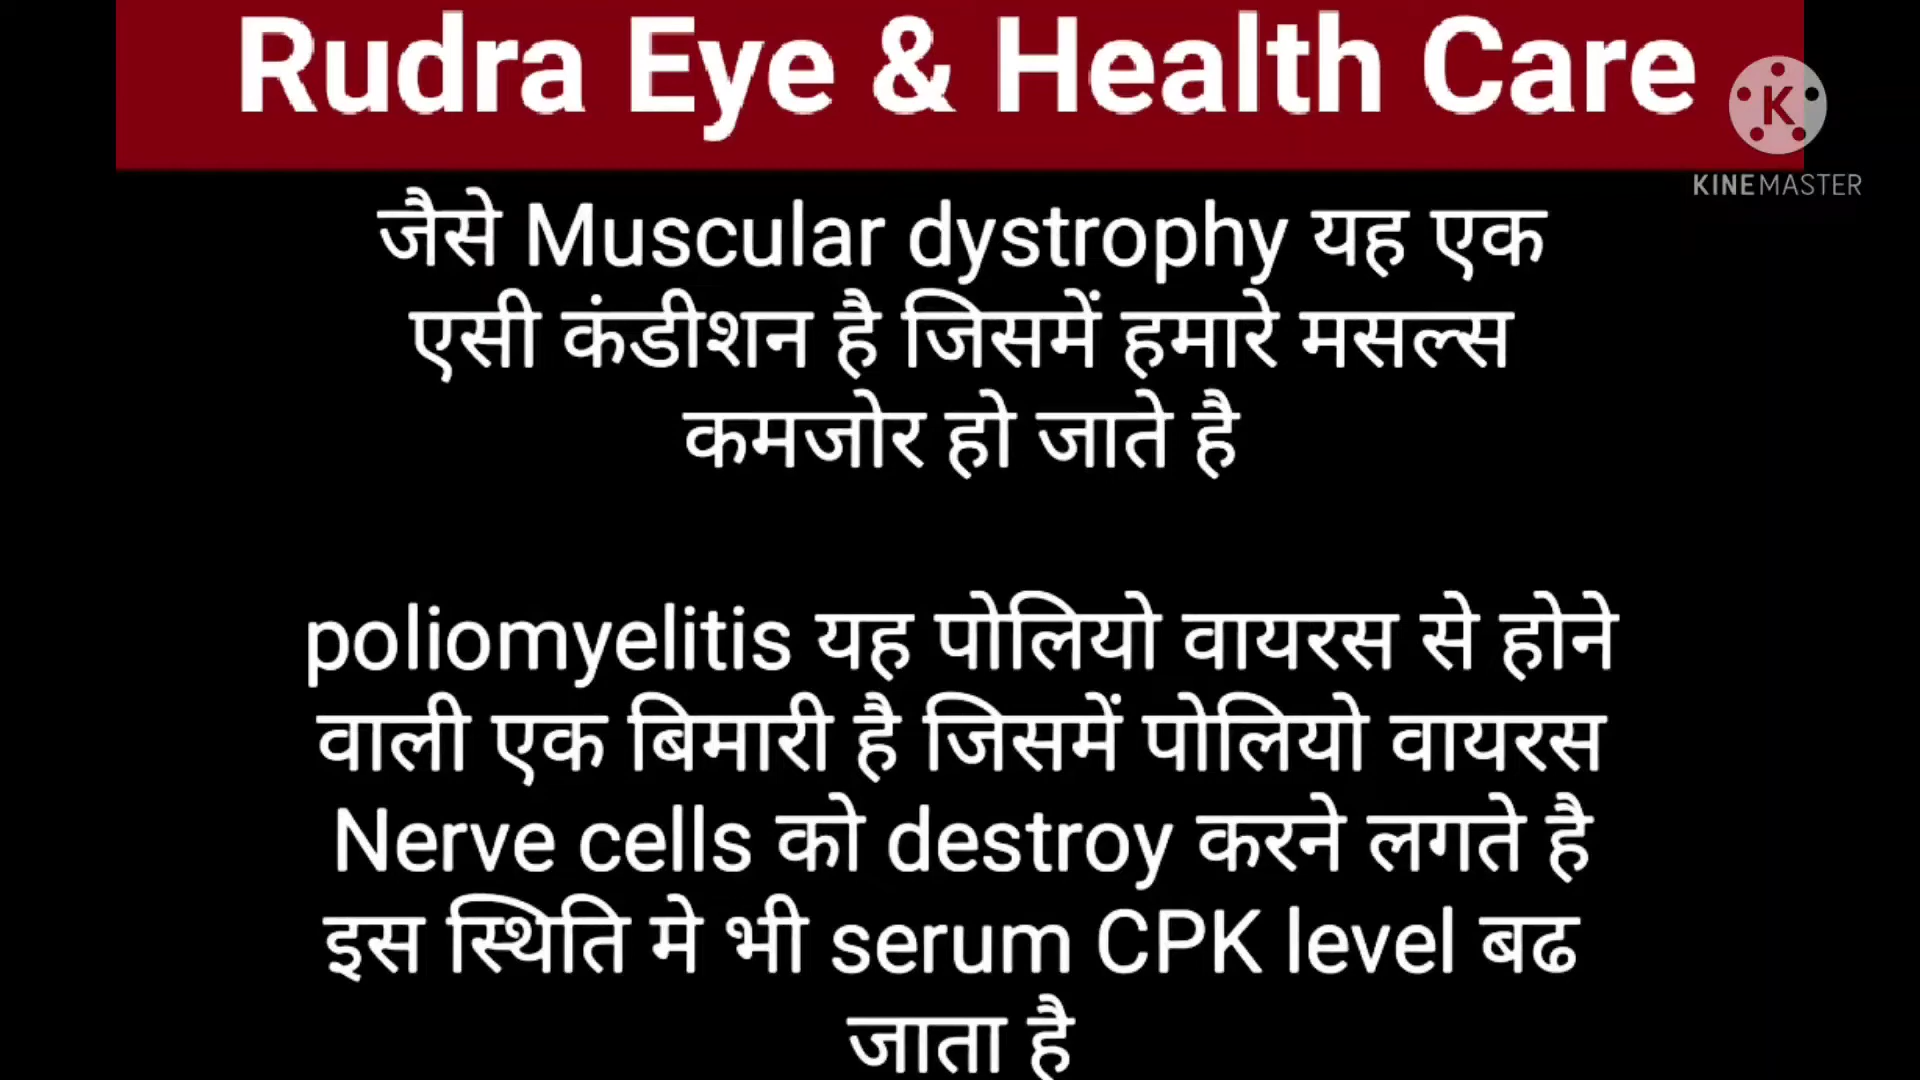 Rudra Eye & Health Care
KINEMASTER
जैसे Muscular dystrophy यह एक
एसी कंडीशन है जिसमें हमारे मसल्स
कमजोर हो जाते है
poliomyelitis यह पोलियो वायरस से होने
वाली एक बिमारी है जिसमें पोलियो वायरस
Nerve cells को destroy करने लगते है
इस स्थिति मे भी serum CPK level बढ
जाता है